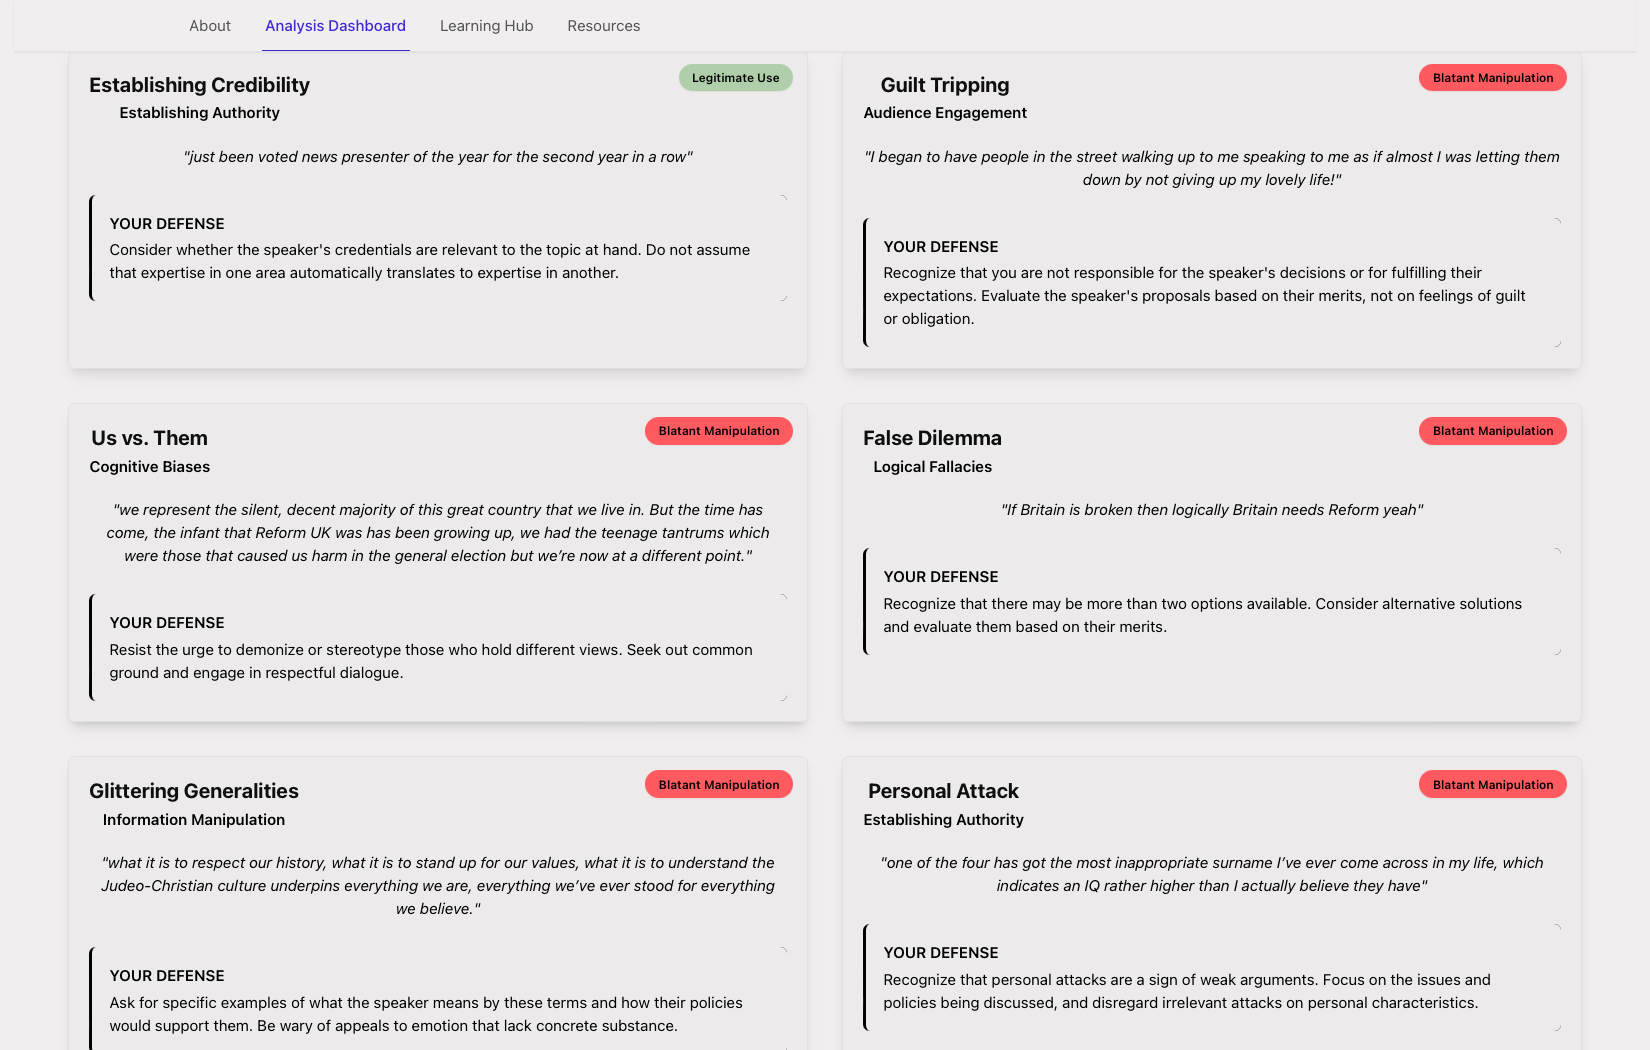 About
Analysis Dashboard
Learning Hub
Resources
Establishing Credibility
Legitimate Use
Establishing Authority
"just been voted news presenter of the year for the second year in a row"
YOUR DEFENSE
Consider whether the speaker's credentials are relevant to the topic at hand. Do not assume
that expertise in one area automatically translates to expertise in another.
Guilt Tripping
Blatant Manipulation
Audience Engagement
"I began to have people in the street walking up to me speaking to me as if almost I was letting them
down by not giving up my lovely life!"
YOUR DEFENSE
Recognize that you are not responsible for the speaker's decisions or for fulfilling their
expectations. Evaluate the speaker's proposals based on their merits, not on feelings of guilt
or obligation.
Us vs. Them
Blatant Manipulation
Cognitive Biases
"we represent the silent, decent majority of this great country that we live in. But the time has
come, the infant that Reform UK was has been growing up, we had the teenage tantrums which
were those that caused us harm in the general election but we’re now at a different point."
YOUR DEFENSE
Resist the urge to demonize or stereotype those who hold different views. Seek out common
ground and engage in respectful dialogue.
False Dilemma
Blatant Manipulation
Logical Fallacies
"If Britain is broken then logically Britain needs Reform yeah"
YOUR DEFENSE
Recognize that there may be more than two options available. Consider alternative solutions
and evaluate them based on their merits.
Glittering Generalities
Blatant Manipulation
Information Manipulation
"what it is to respect our history, what it is to stand up for our values, what it is to understand the
Judeo-Christian culture underpins everything we are, everything we’ve ever stood for everything
we believe."
YOUR DEFENSE
Ask for specific examples of what the speaker means by these terms and how their policies
would support them. Be wary of appeals to emotion that lack concrete substance.
Personal Attack
Blatant Manipulation
Establishing Authority
"one of the four has got the most inappropriate surname I’ve ever come across in my life, which
indicates an IQ rather higher than I actually believe they have"
YOUR DEFENSE
Recognize that personal attacks are a sign of weak arguments. Focus on the issues and
policies being discussed, and disregard irrelevant attacks on personal characteristics.